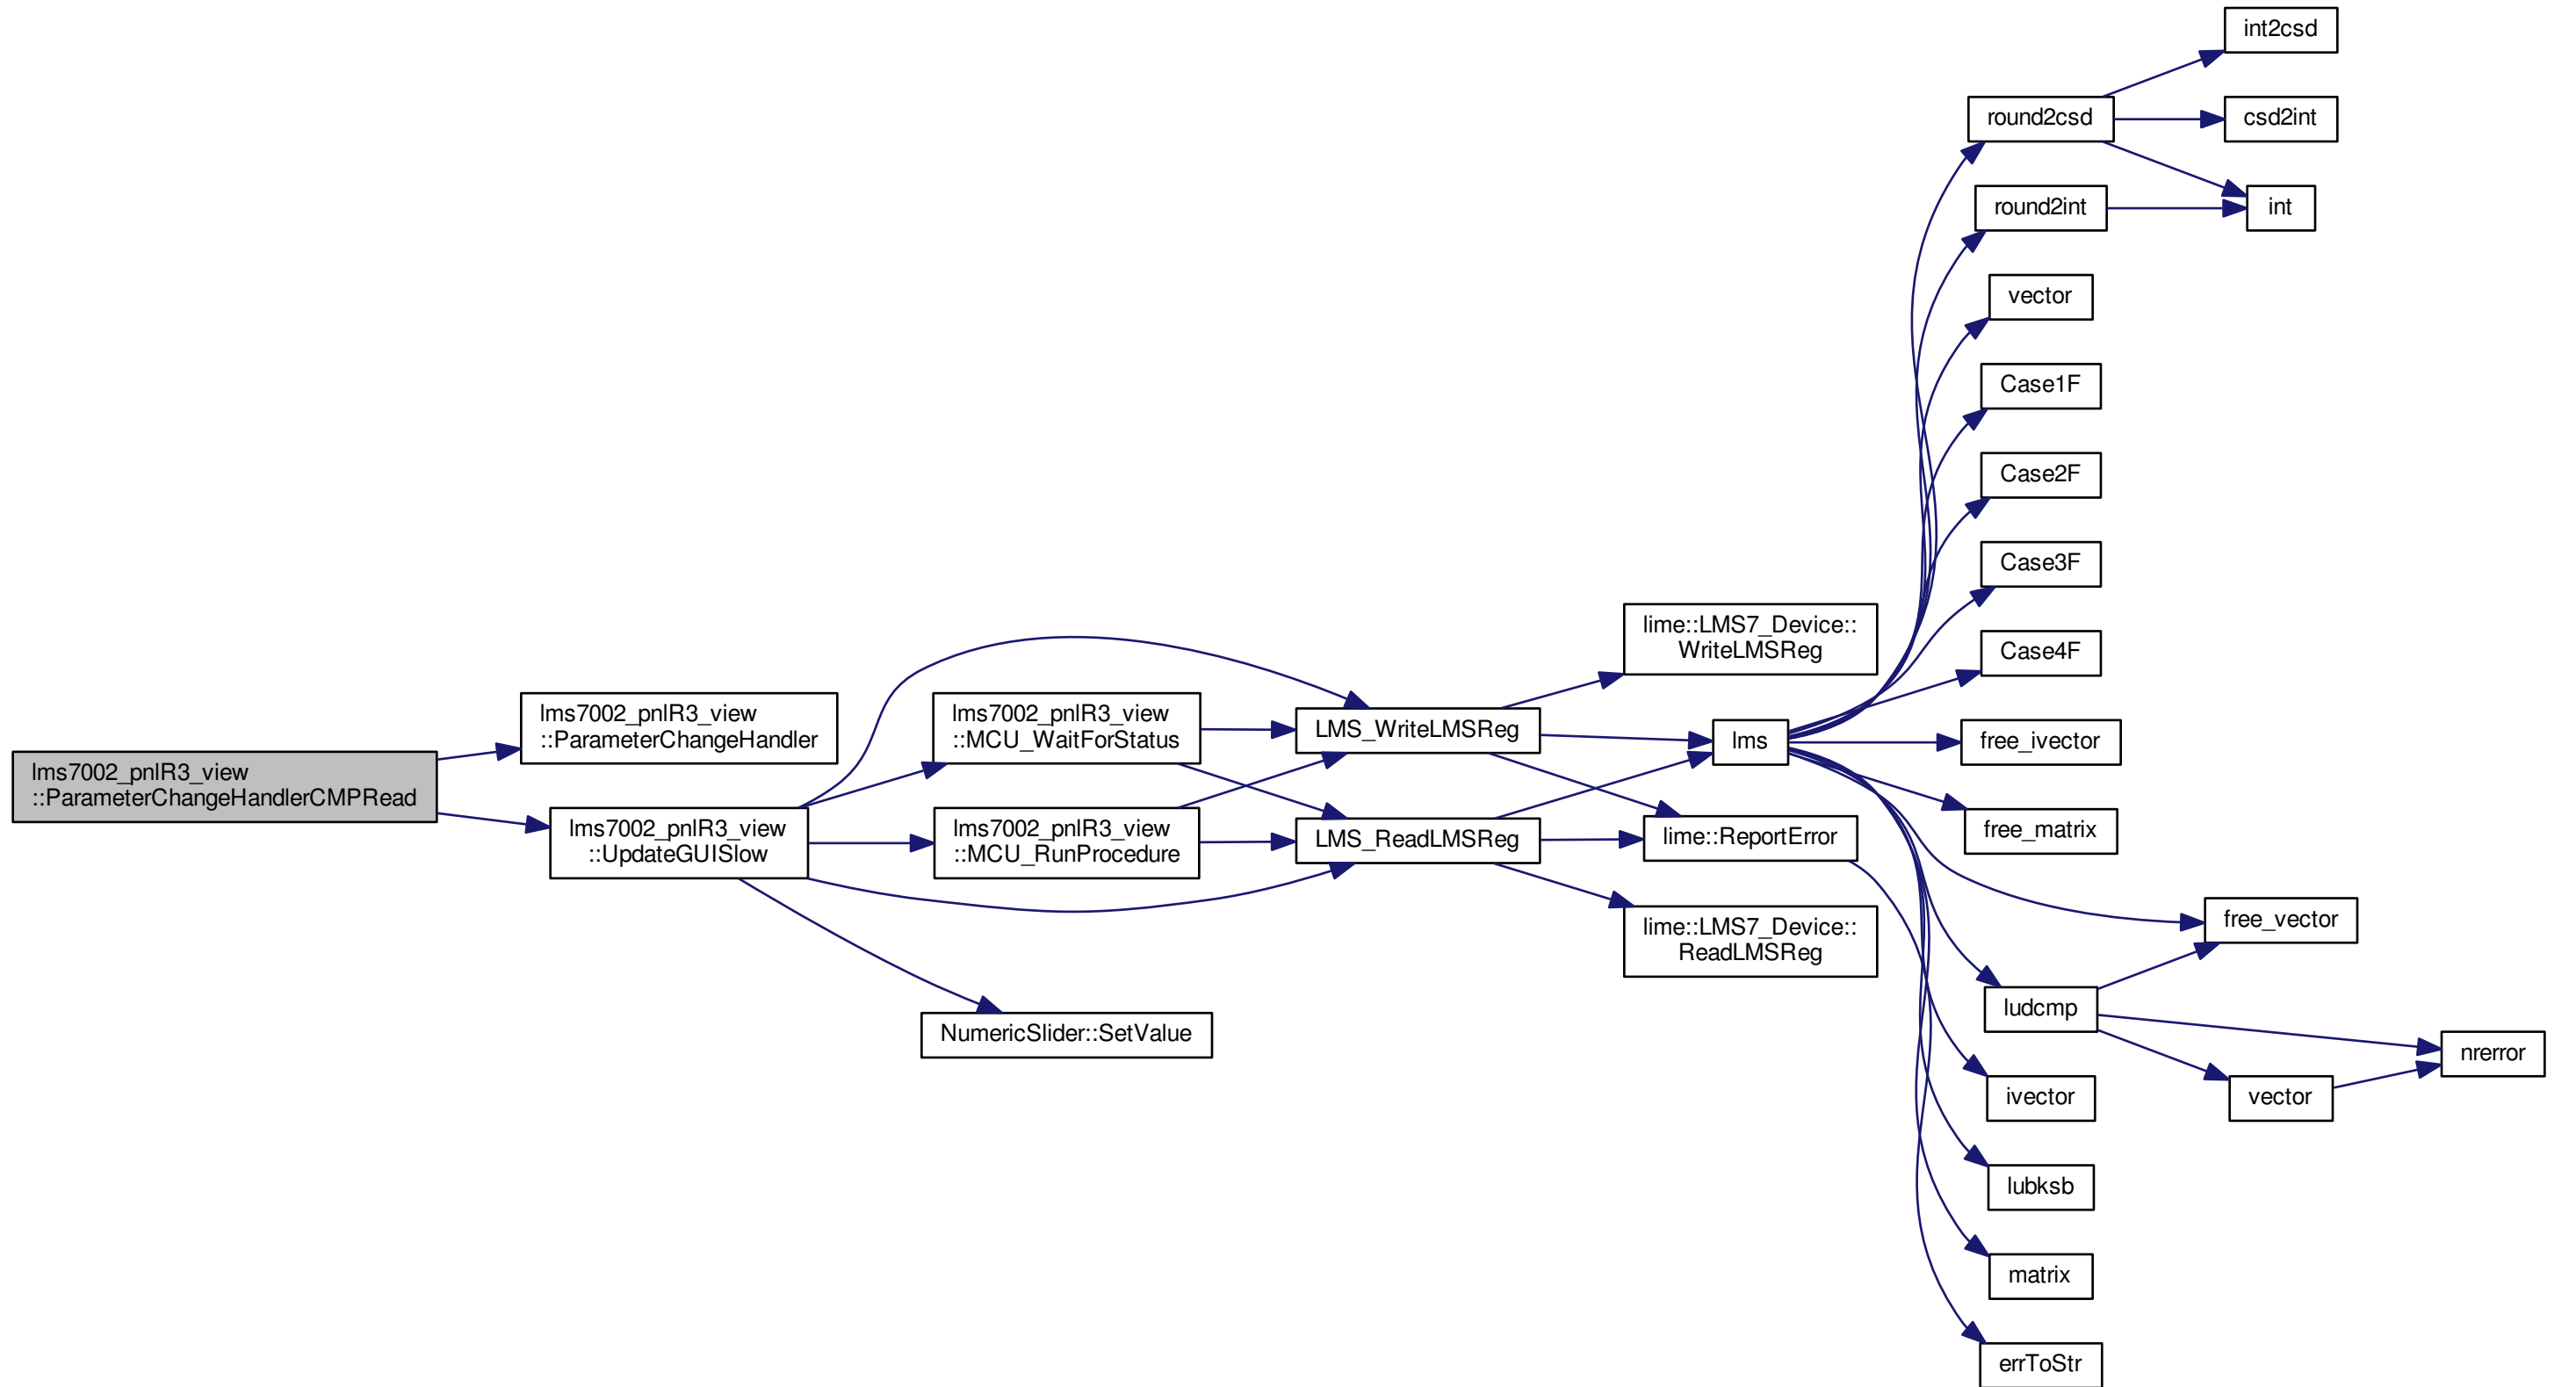 lms7002_pnlR3_view
::ParameterChangeHandlerCMPRead
lms7002_pnlR3_view
::ParameterChangeHandler
lms7002_pnlR3_view
::UpdateGUISlow
lms7002_pnlR3_view
::MCU_WaitForStatus
lms7002_pnlR3_view
::MCU_RunProcedure
NumericSlider::SetValue
LMS_WriteLMSReg
LMS_ReadLMSReg
lime::LMS7_Device::
WriteLMSReg
lms
lime::ReportError
lime::LMS7_Device::
ReadLMSReg
round2csd
round2int
vector
Case1F
Case2F
Case3F
Case4F
free_ivector
free_matrix
ludcmp
ivector
lubksb
matrix
errToStr
int2csd
csd2int
int
free_vector
vector
nrerror